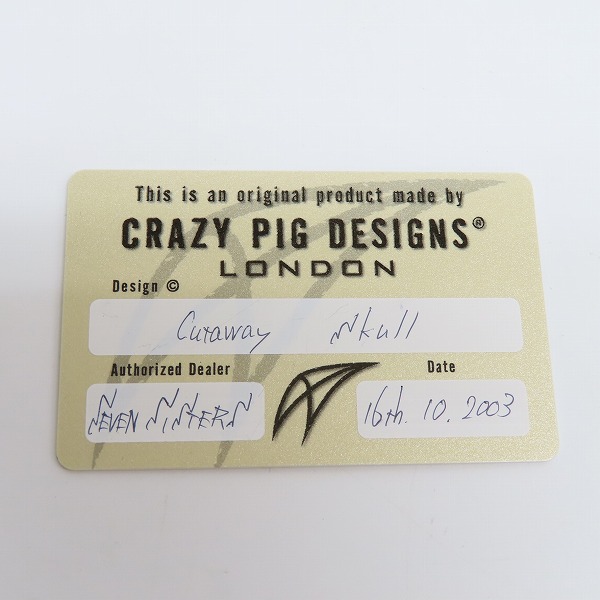 This is an original product made by
CRAZY PIG DESIGNS®
LONDON
Design ©
Cutaway Skull
Authorized Dealer
Date
SEVEN SISTERS
16th. 10. 2003